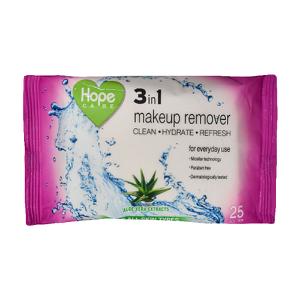 Hope
CARE
3 in 1
makeup remover
CLEAN • HYDRATE • REFRESH
for everyday use
• Micellar technology
• Paraben free
• Dermatologically tested
ALOE VERA EXTRACTS
ALL SKIN TYPES
25